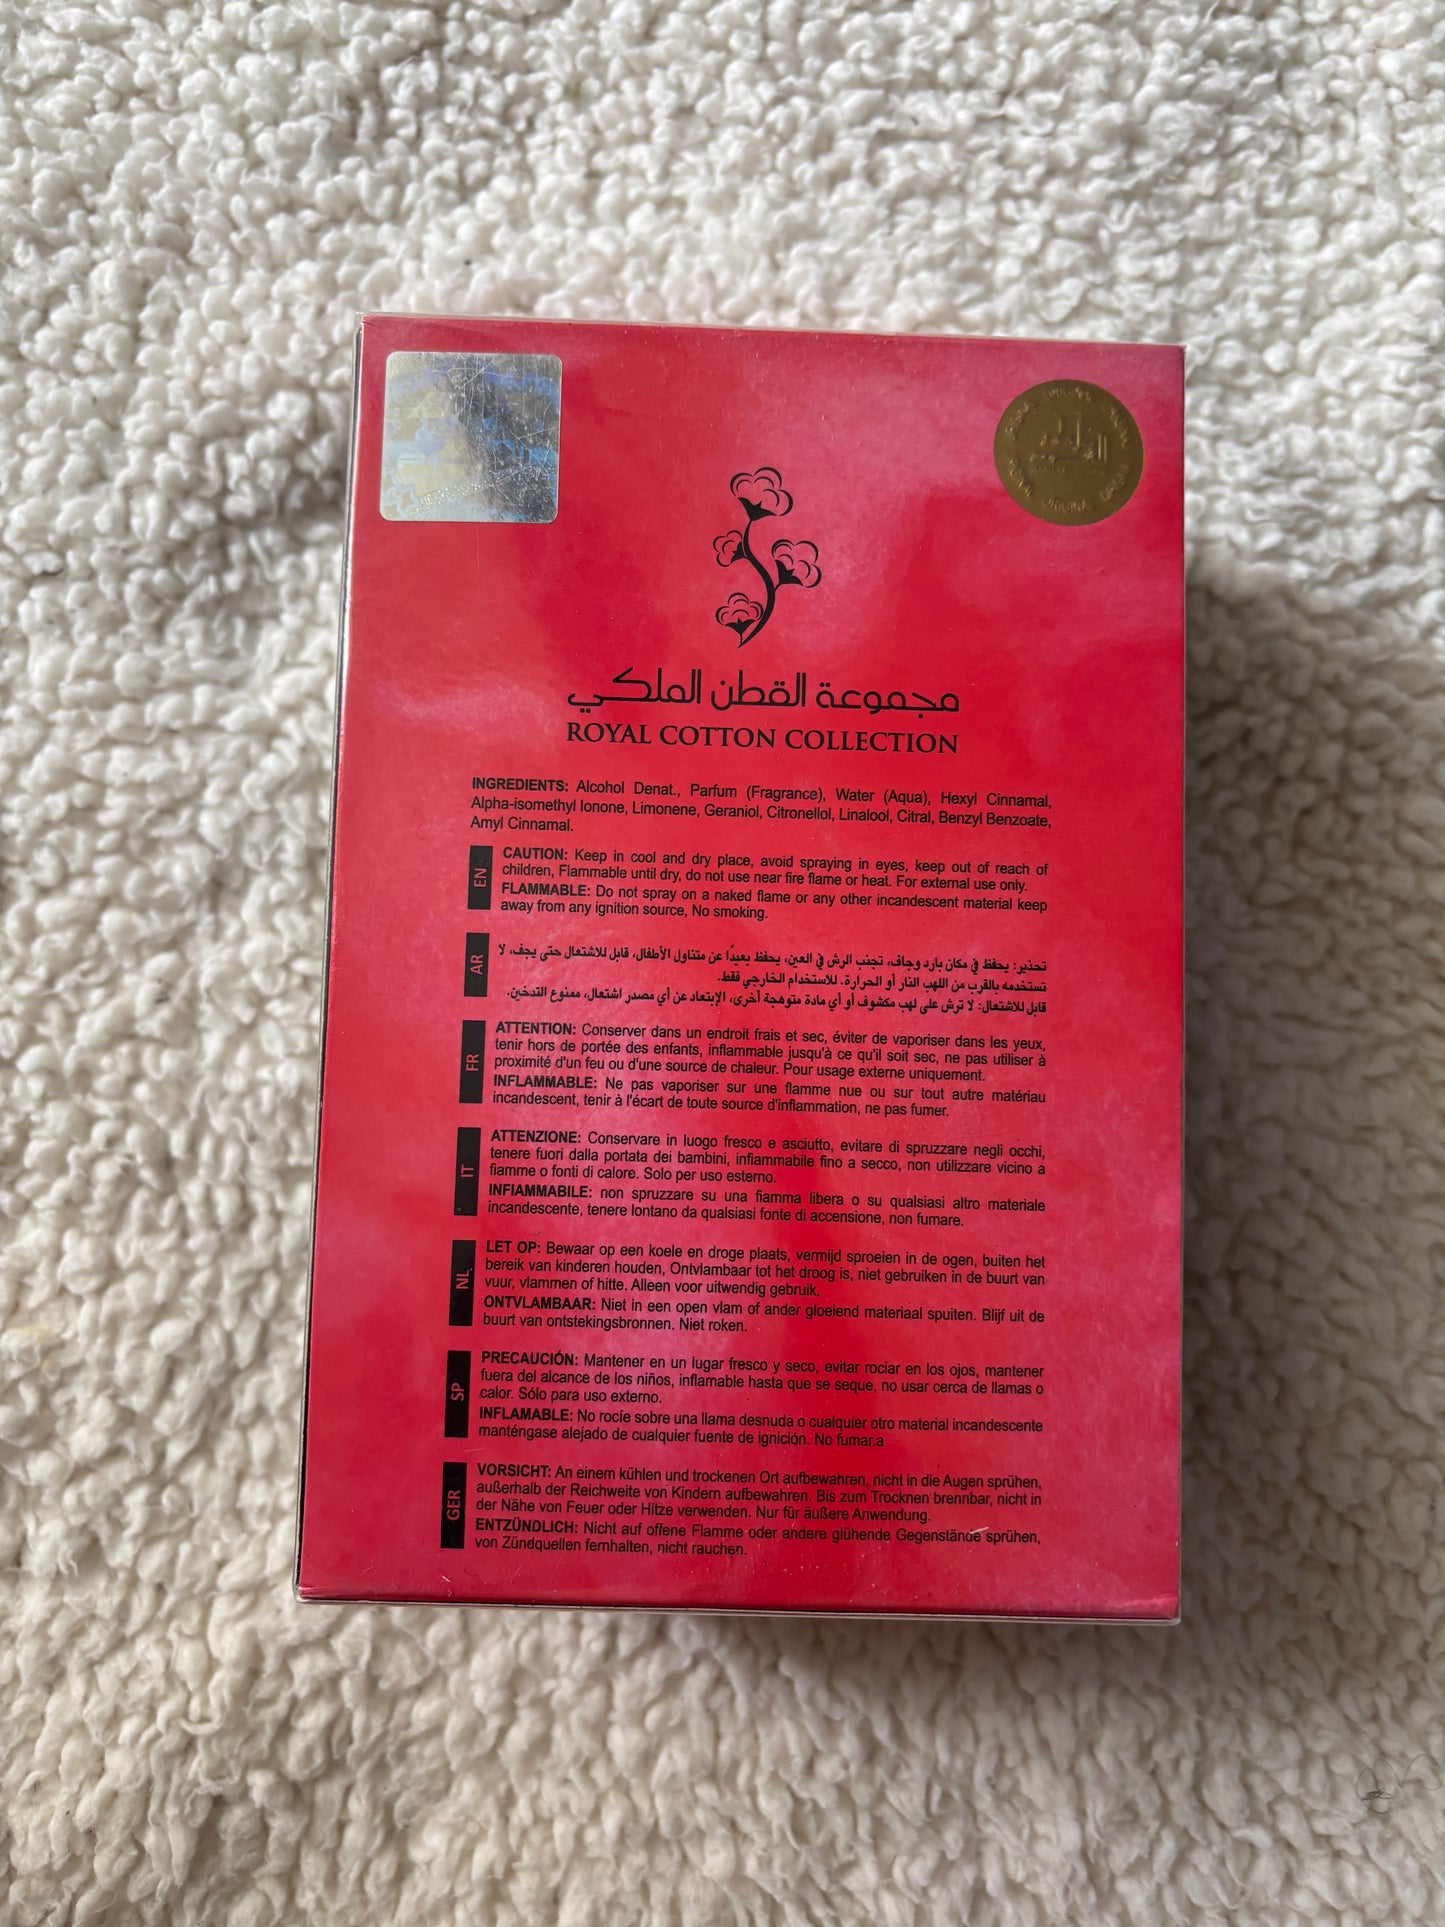 ORIGINAL ORIGINAL ORIGINAL ORIGINAL
مجموعة القطن الملكي
ROYAL COTTON COLLECTION
INGREDIENTS: Alcohol Denat., Parfum (Fragrance), Water (Aqua), Hexyl Cinnamal,
Alpha-isomethyl Ionone, Limonene, Geraniol, Citronellol, Linalool, Citral, Benzyl Benzoate,
Amyl Cinnamal.
EN
CAUTION: Keep in cool and dry place, avoid spraying in eyes, keep out of reach of
children, Flammable until dry, do not use near fire flame or heat. For external use only.
FLAMMABLE: Do not spray on a naked flame or any other incandescent material keep
away from any ignition source, No smoking.
AR
تحذير: يحفظ في مكان بارد وجاف، تجنب الرش في العين، يحفظ بعيدًا عن متناول الأطفال، قابل للاشتعال حتى يجف، لا
تستخدمه بالقرب من اللهب النار أو الحرارة. للاستخدام الخارجي فقط.
قابل للاشتعال: لا ترش على لهب مكشوف أو أي مادة متوهجة أخرى، الإبتعاد عن أي مصدر اشتعال، ممنوع التدخين.
FR
ATTENTION: Conserver dans un endroit frais et sec, éviter de vaporiser dans les yeux,
tenir hors de portée des enfants, inflammable jusqu'à ce qu'il soit sec, ne pas utiliser à
proximité d'un feu ou d'une source de chaleur. Pour usage externe uniquement.
INFLAMMABLE: Ne pas vaporiser sur une flamme nue ou sur tout autre matériau
incandescent, tenir à l'écart de toute source d'inflammation, ne pas fumer.
IT
ATTENZIONE: Conservare in luogo fresco e asciutto, evitare di spruzzare negli occhi,
tenere fuori dalla portata dei bambini, infiammabile fino a secco, non utilizzare vicino a
fiamme o fonti di calore. Solo per uso esterno.
INFIAMMABILE: non spruzzare su una fiamma libera o su qualsiasi altro materiale
incandescente, tenere lontano da qualsiasi fonte di accensione, non fumare.
NL
LET OP: Bewaar op een koele en droge plaats, vermijd sproeien in de ogen, buiten het
bereik van kinderen houden, Ontvlambaar tot het droog is, niet gebruiken in de buurt van
vuur, vlammen of hitte. Alleen voor uitwendig gebruik.
ONTVLAMBAAR: Niet in een open vlam of ander gloeiend materiaal spuiten. Blijf uit de
buurt van ontstekingsbronnen. Niet roken.
SP
PRECAUCIÓN: Mantener en un lugar fresco y seco, evitar rociar en los ojos, mantener
fuera del alcance de los niños, inflamable hasta que se seque, no usar cerca de llamas o
calor. Sólo para uso externo.
INFLAMABLE: No rocíe sobre una llama desnuda o cualquier otro material incandescente
manténgase alejado de cualquier fuente de ignición. No fumar.a
GER
VORSICHT: An einem kühlen und trockenen Ort aufbewahren, nicht in die Augen sprühen,
außerhalb der Reichweite von Kindern aufbewahren. Bis zum Trocknen brennbar, nicht in
der Nähe von Feuer oder Hitze verwenden. Nur für äußere Anwendung.
ENTZÜNDLICH: Nicht auf offene Flamme oder andere glühende Gegenstände sprühen,
von Zündquellen fernhalten, nicht rauchen.